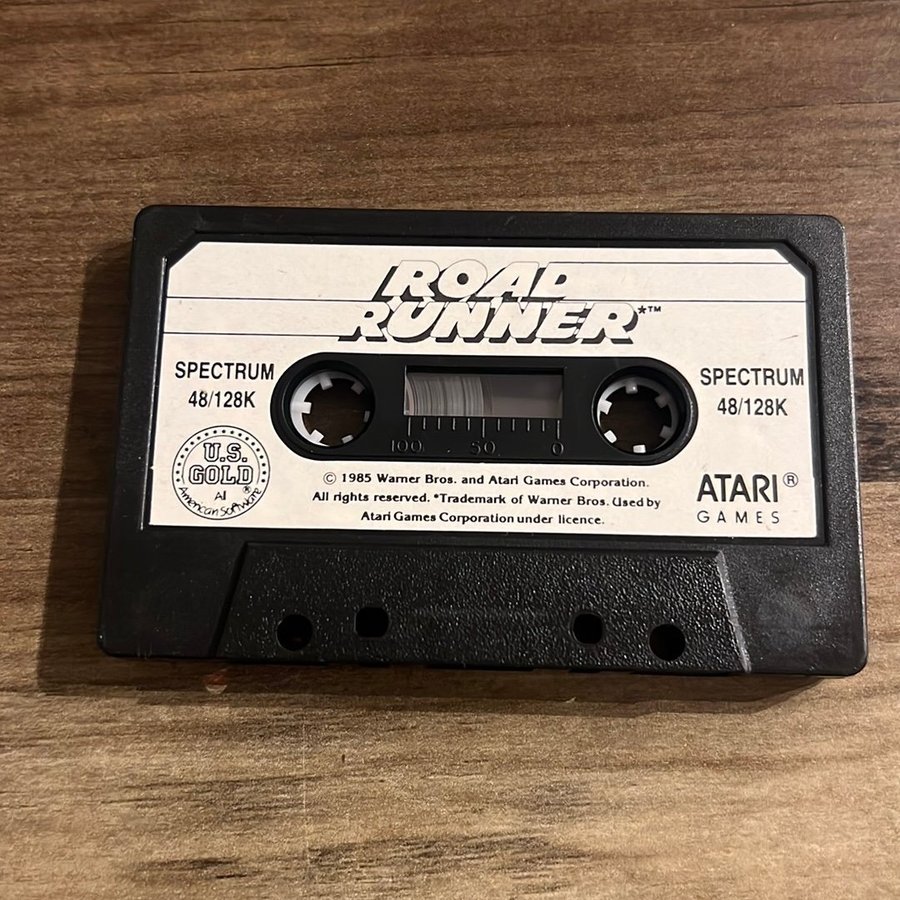 ROAD
RUNNER*™
SPECTRUM
48/128K
SPECTRUM
48/128K
100 50 0
U.S.
GOLD®
All
American Software
© 1985 Warner Bros. and Atari Games Corporation.
All rights reserved. *Trademark of Warner Bros. Used by
Atari Games Corporation under licence.
ATARI®
GAMES